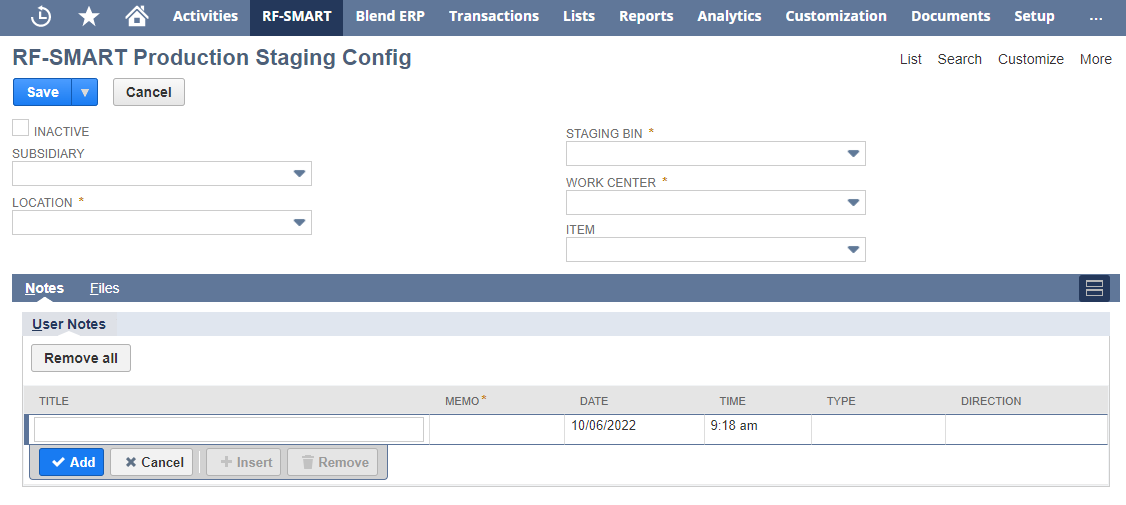 Activities RF-SMART Blend ERP Transactions Lists Reports Analytics Customization Documents Setup ...
RF-SMART Production Staging Config
List Search Customize More
Save Cancel
INACTIVE
SUBSIDIARY
LOCATION *
STAGING BIN *
WORK CENTER *
ITEM
Notes Files
User Notes
Remove all
TITLE MEMO * DATE TIME TYPE DIRECTION
10/06/2022 9:18 am
Add Cancel Insert Remove